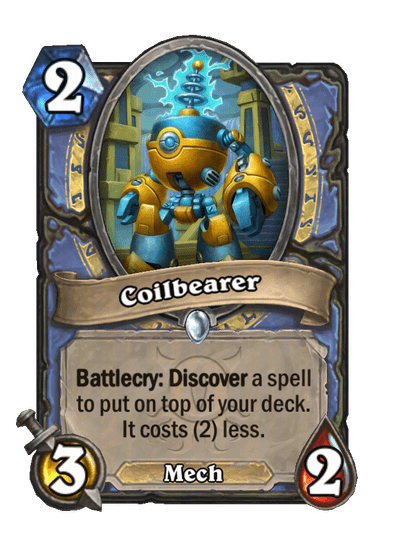 2
Coilbearer
Battlecry: Discover a spell
to put on top of your deck.
It costs (2) less.
3
Mech
2